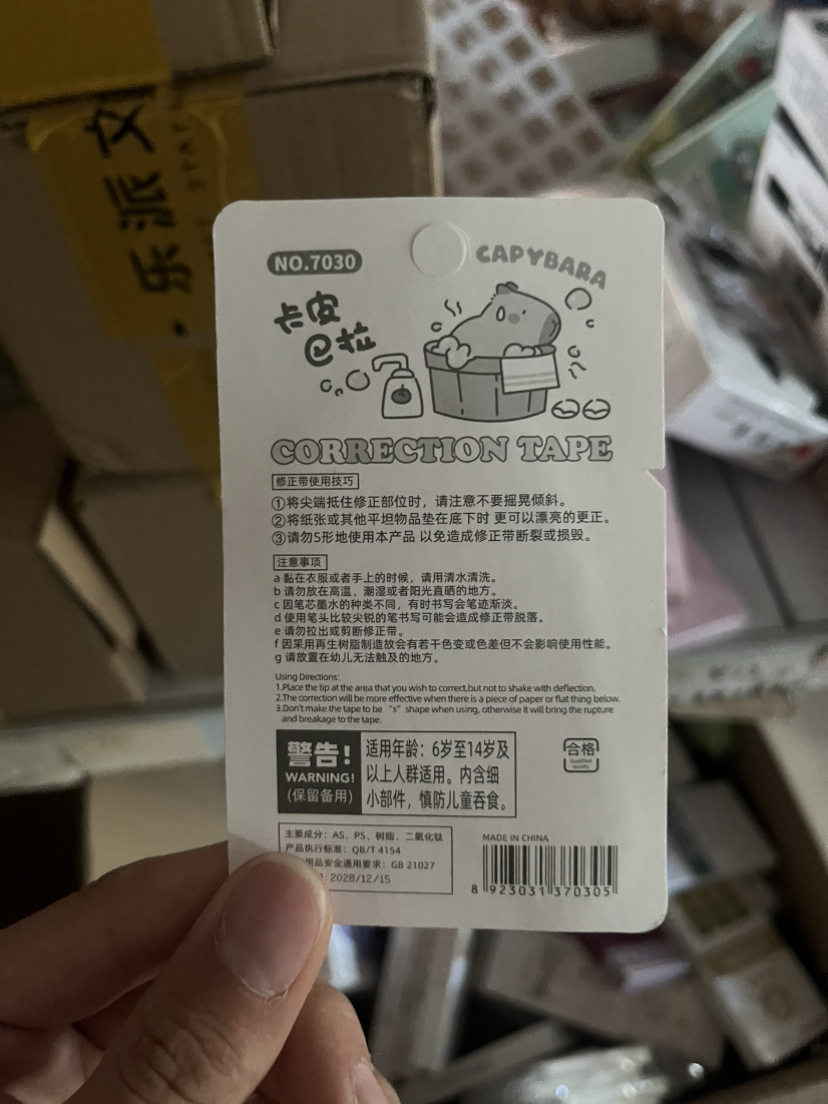 乐派文
NO.7030
CAPYBARA
卡皮
巴拉
CORRECTION TAPE
修正带使用技巧
①将尖端抵住修正部位时，请注意不要摇晃倾斜。
②将纸张或其他平坦物品垫在底下时 更可以漂亮的更正。
③请勿S形地使用本产品 以免造成修正带断裂或损毁。
注意事项
a 黏在衣服或者手上的时候，请用清水清洗。
b 请勿放在高温、潮湿或者阳光直晒的地方。
c 因笔芯墨水的种类不同，有时书写会笔迹渐淡。
d 使用笔头比较尖锐的笔书写可能会造成修正带脱落。
e 请勿拉出或剪断修正带。
f 因采用再生树脂制造故会有若干色变或色差但不会影响使用性能。
g 请放置在幼儿无法触及的地方。
Using Directions:
1.Place the tip at the area that you wish to correct,but not to shake with deflection.
2.The correction will be more effective when there is a piece of paper or flat thing below.
3.Don't make the tape to be “s” shape when using, otherwise it will bring the rupture
and breakage to the tape.
警告!
WARNING!
(保留备用)
适用年龄：6岁至14岁及
以上人群适用。内含细
小部件，慎防儿童吞食。
合格
Qualified
Quality
主要成分：AS、PS、树脂、二氧化钛
产品执行标准：QB/T 4154
用品安全通用要求：GB 21027
: 2028/12/15
MADE IN CHINA
8 923031 370305